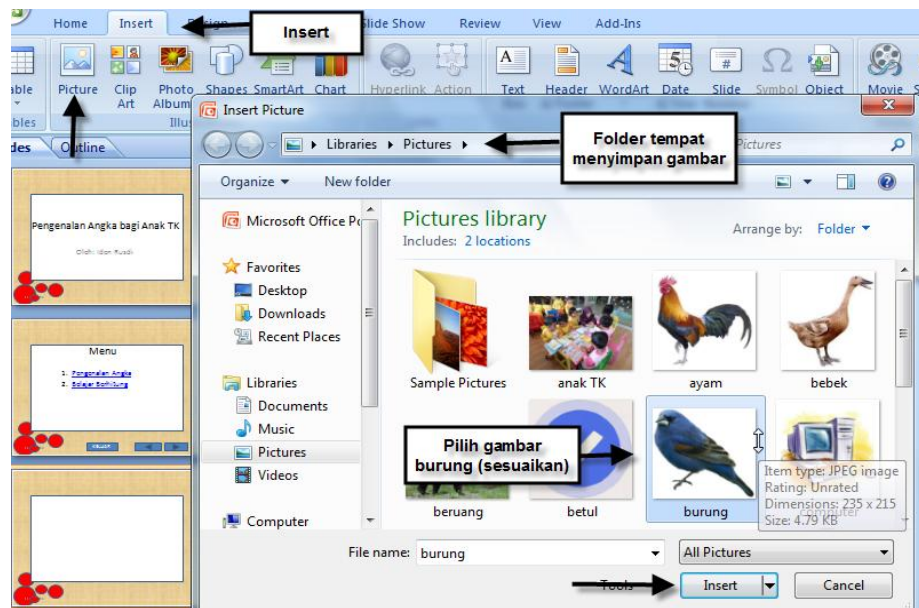 Home Insert Design Slide Show Review View Add-Ins
Insert
Picture Clip Art Photo Album Shapes SmartArt Chart Hyperlink Action Text Header WordArt Date Slide Symbol Object Movie
Outline
Insert Picture
Libraries Pictures
Folder tempat
menyimpan gambar
Pictures
Organize New folder
Microsoft Office
Favorites
Desktop
Downloads
Recent Places
Libraries
Documents
Music
Pictures
Videos
Computer
Pictures library
Includes: 2 locations
Arrange by: Folder
Sample Pictures anak TK ayam bebek
Pilih gambar
burung (sesuaikan)
beruang betul burung computer
Item type: JPEG image
Rating: Unrated
Dimensions: 235 x 215
Size: 4.79 KB
File name: burung All Pictures
Tools Insert Cancel
Pengenalan Angka bagi Anak TK
Menu
1. Pengenalan Angka
2. Belajar Berhitung